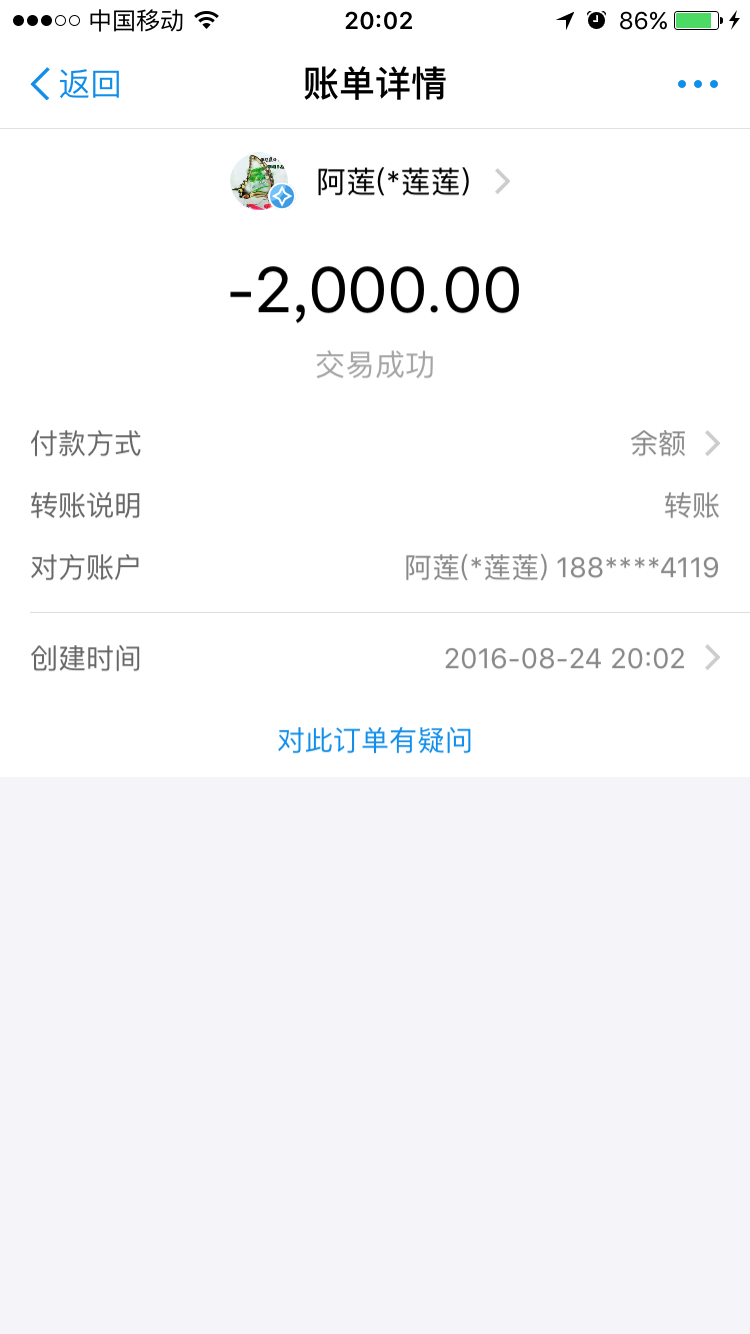 中国移动 20:02 86%
返回 账单详情
阿莲(*莲莲)
-2,000.00
交易成功
付款方式 余额
转账说明 转账
对方账户 阿莲(*莲莲) 188****4119
创建时间 2016-08-24 20:02
对此订单有疑问